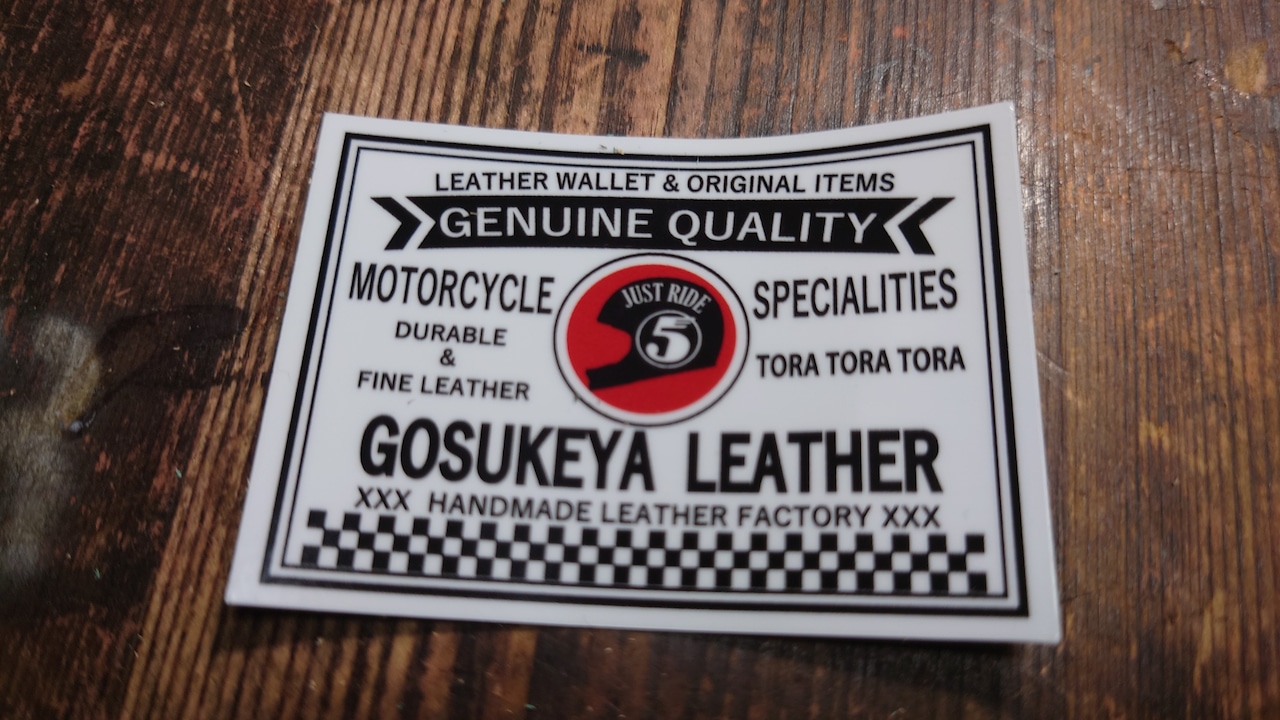 LEATHER WALLET & ORIGINAL ITEMS
GENUINE QUALITY
MOTORCYCLE
DURABLE
&
FINE LEATHER
JUST RIDE
5
SPECIALITIES
TORA TORA TORA
GOSUKEYA LEATHER
XXX HANDMADE LEATHER FACTORY XXX